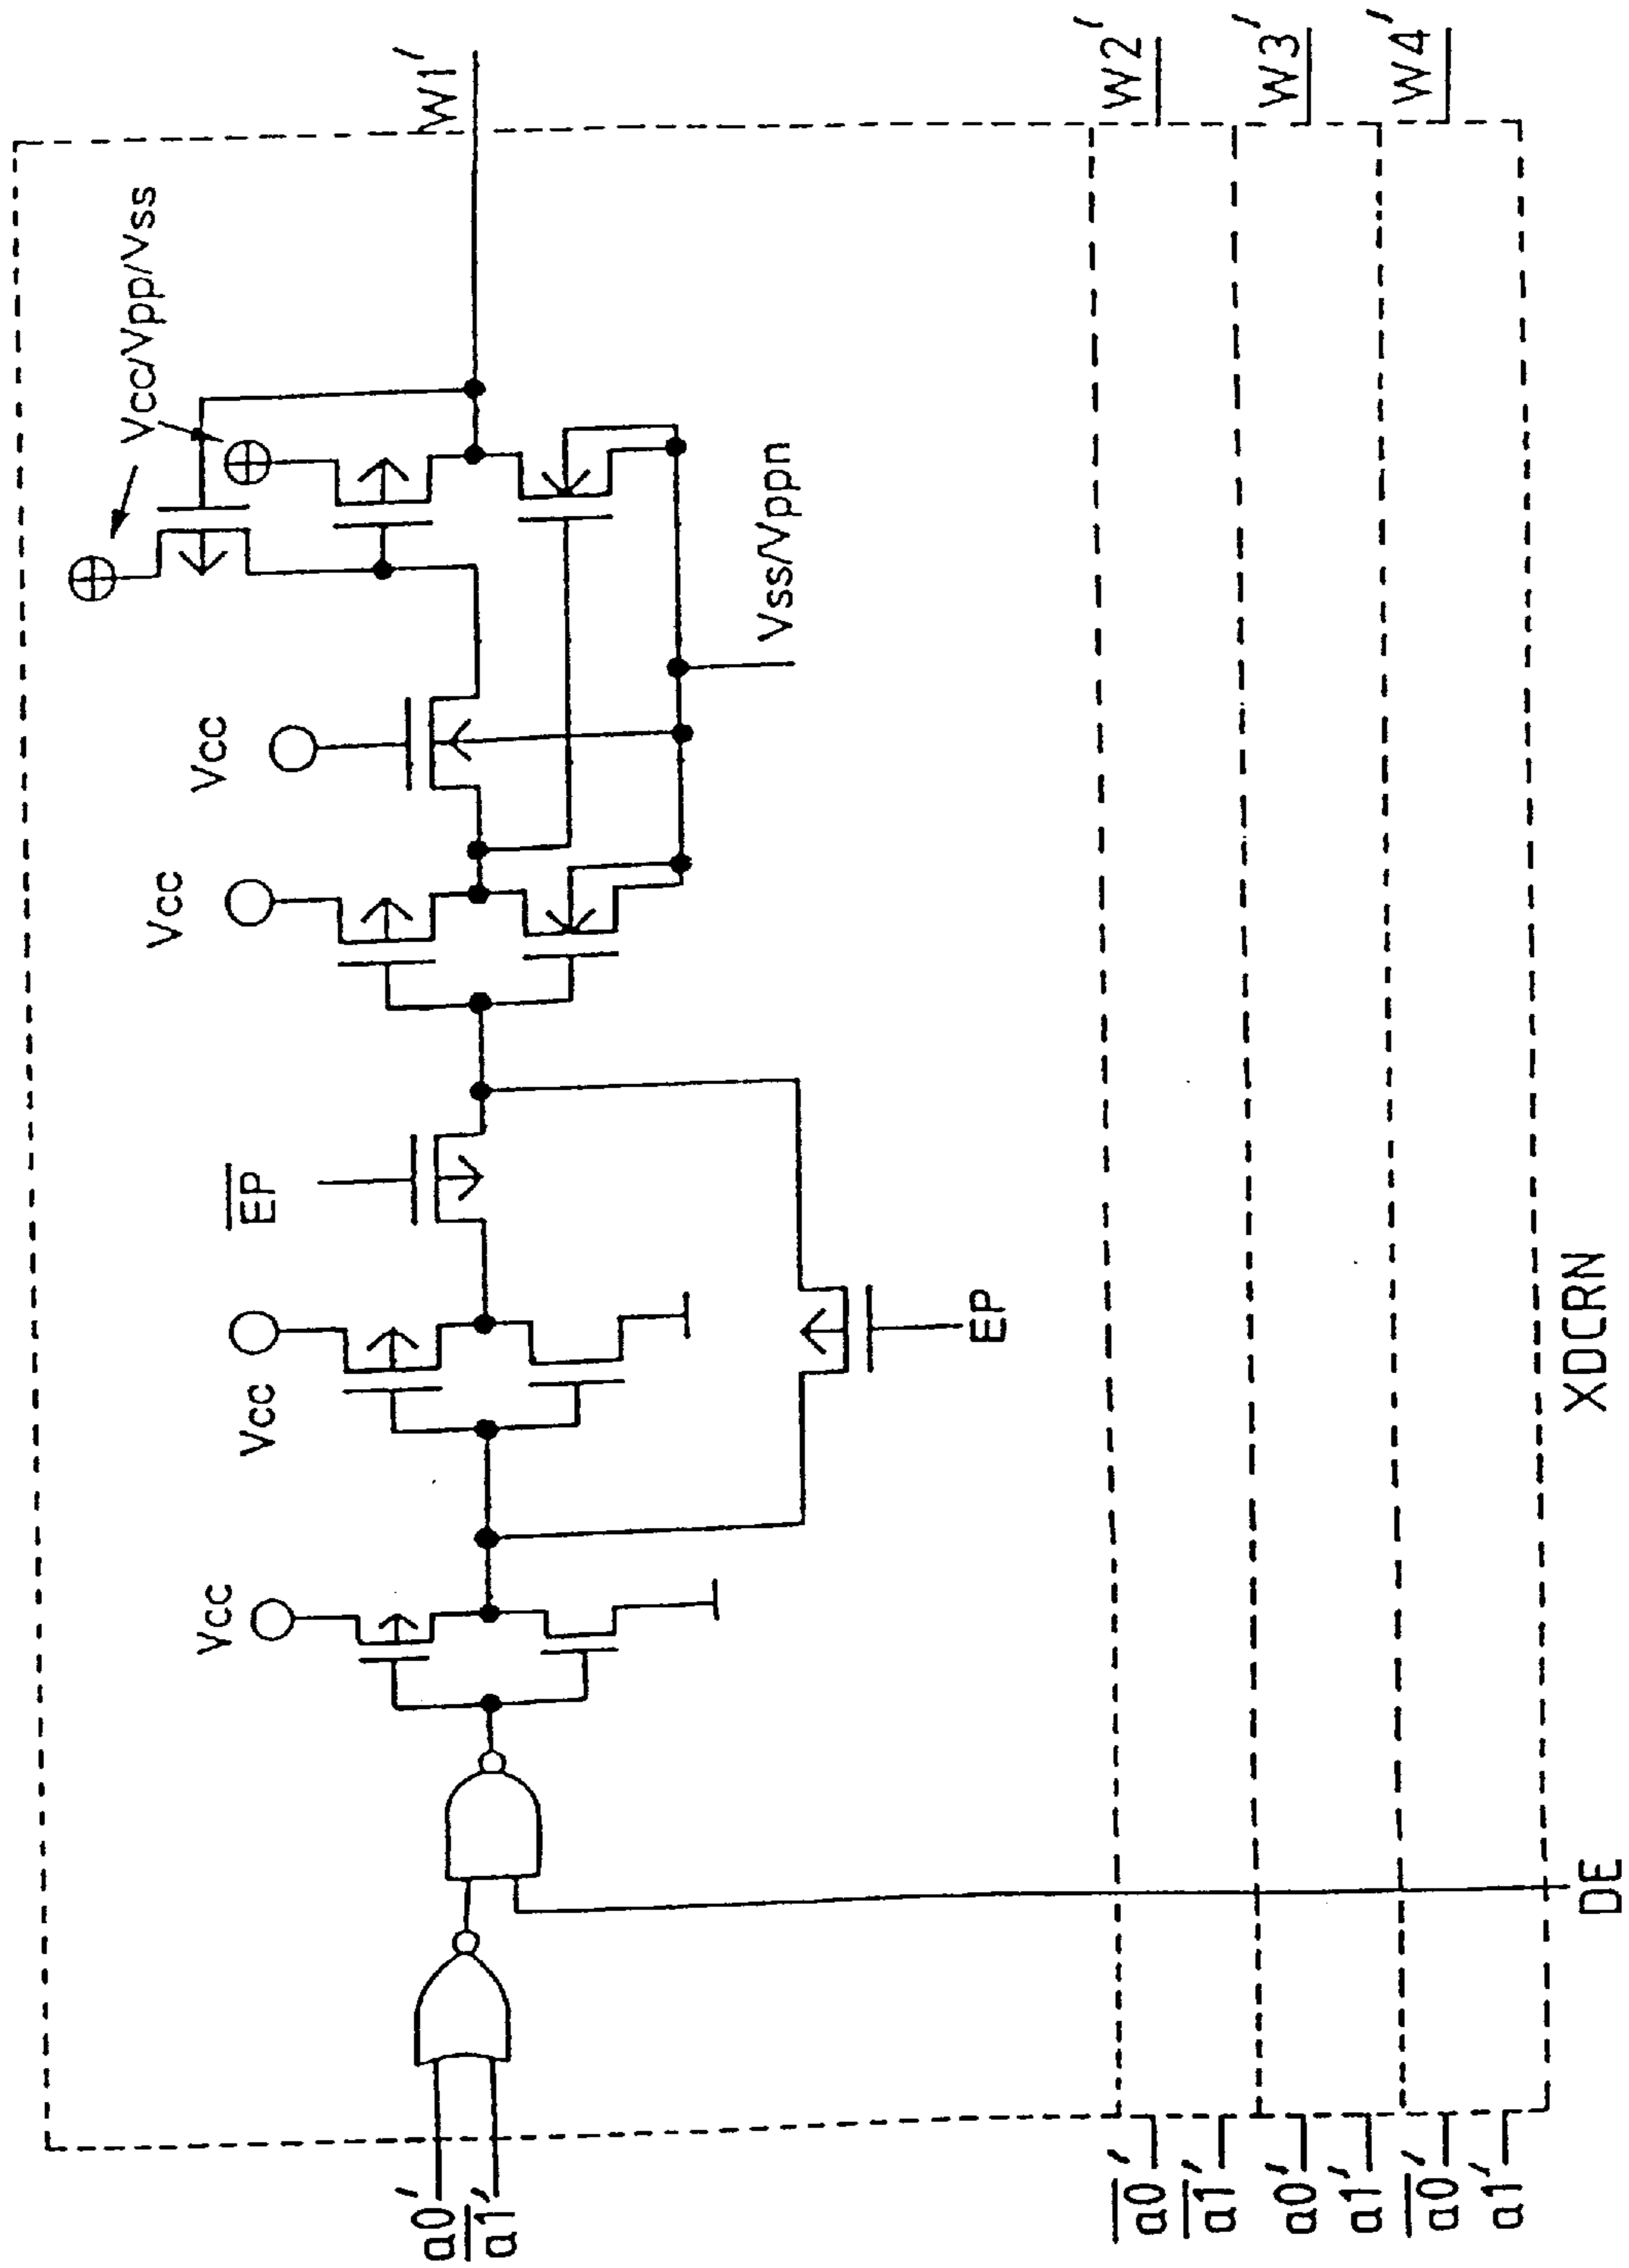 Vcc/Vpp/Vss
W1'
Vcc
Vcc
Vss/Vppn
EP
Vcc
EP
Vcc
a0'
a1'
DE
XDCRN
W2'
W3'
W4'
a0'
a1'
a0'
a1'
a0'
a1'